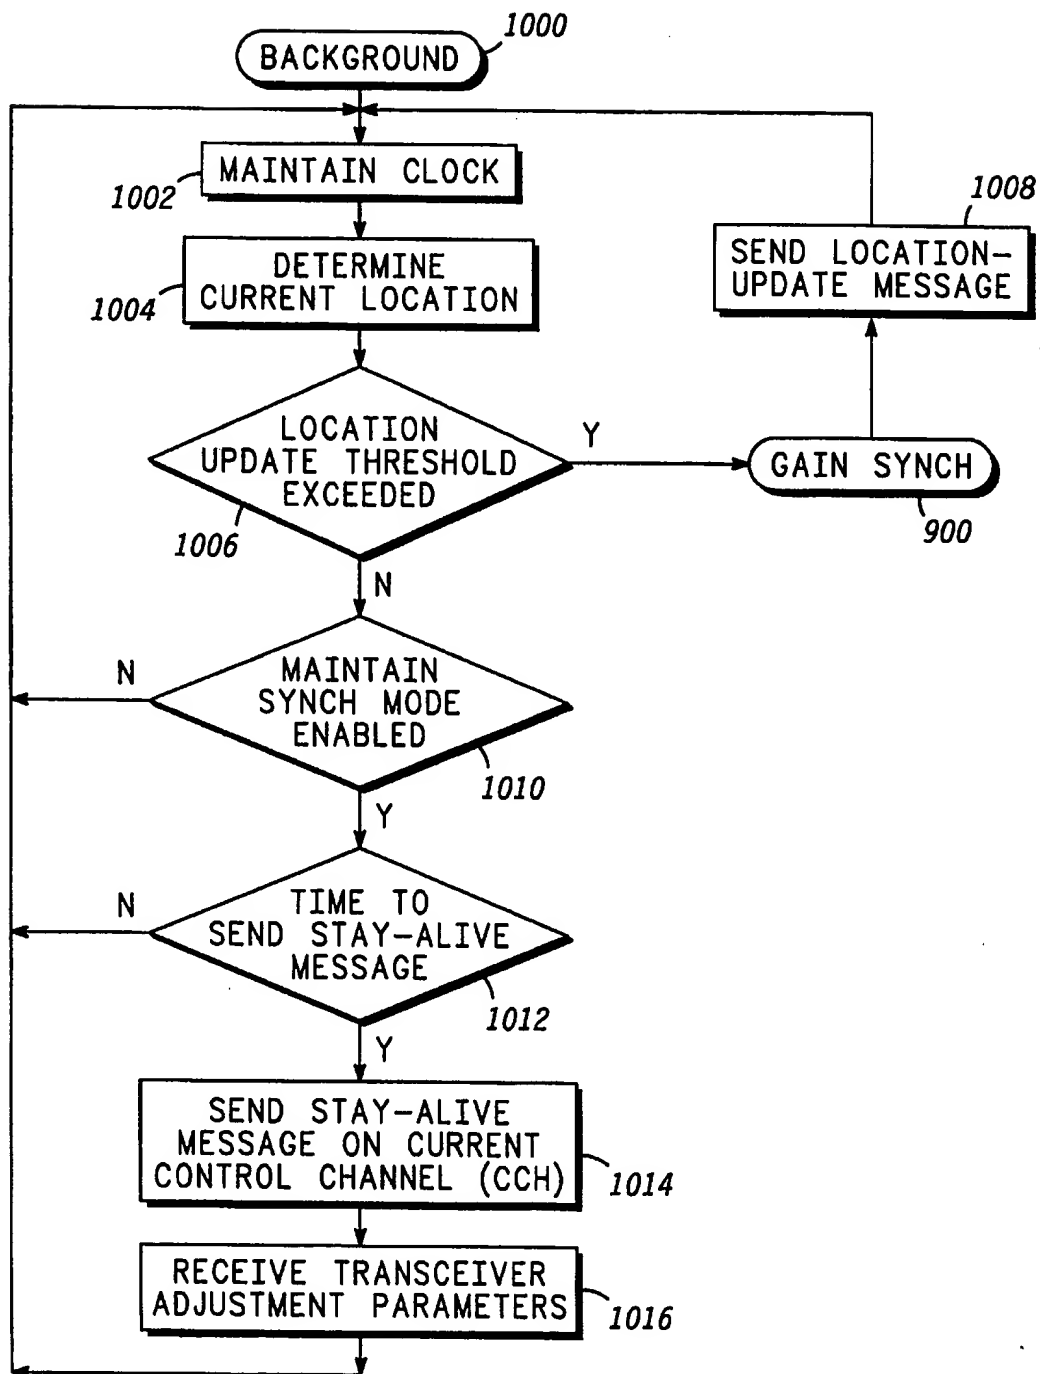 1000
BACKGROUND
MAINTAIN CLOCK
1002
1008
DETERMINE
CURRENT LOCATION
1004
SEND LOCATION-
UPDATE MESSAGE
LOCATION
UPDATE THRESHOLD
EXCEEDED
1006
Y
GAIN SYNCH
900
N
MAINTAIN
SYNCH MODE
ENABLED
N
1010
Y
TIME TO
SEND STAY-ALIVE
MESSAGE
N
1012
Y
SEND STAY-ALIVE
MESSAGE ON CURRENT
CONTROL CHANNEL (CCH)
1014
RECEIVE TRANSCEIVER
ADJUSTMENT PARAMETERS
1016